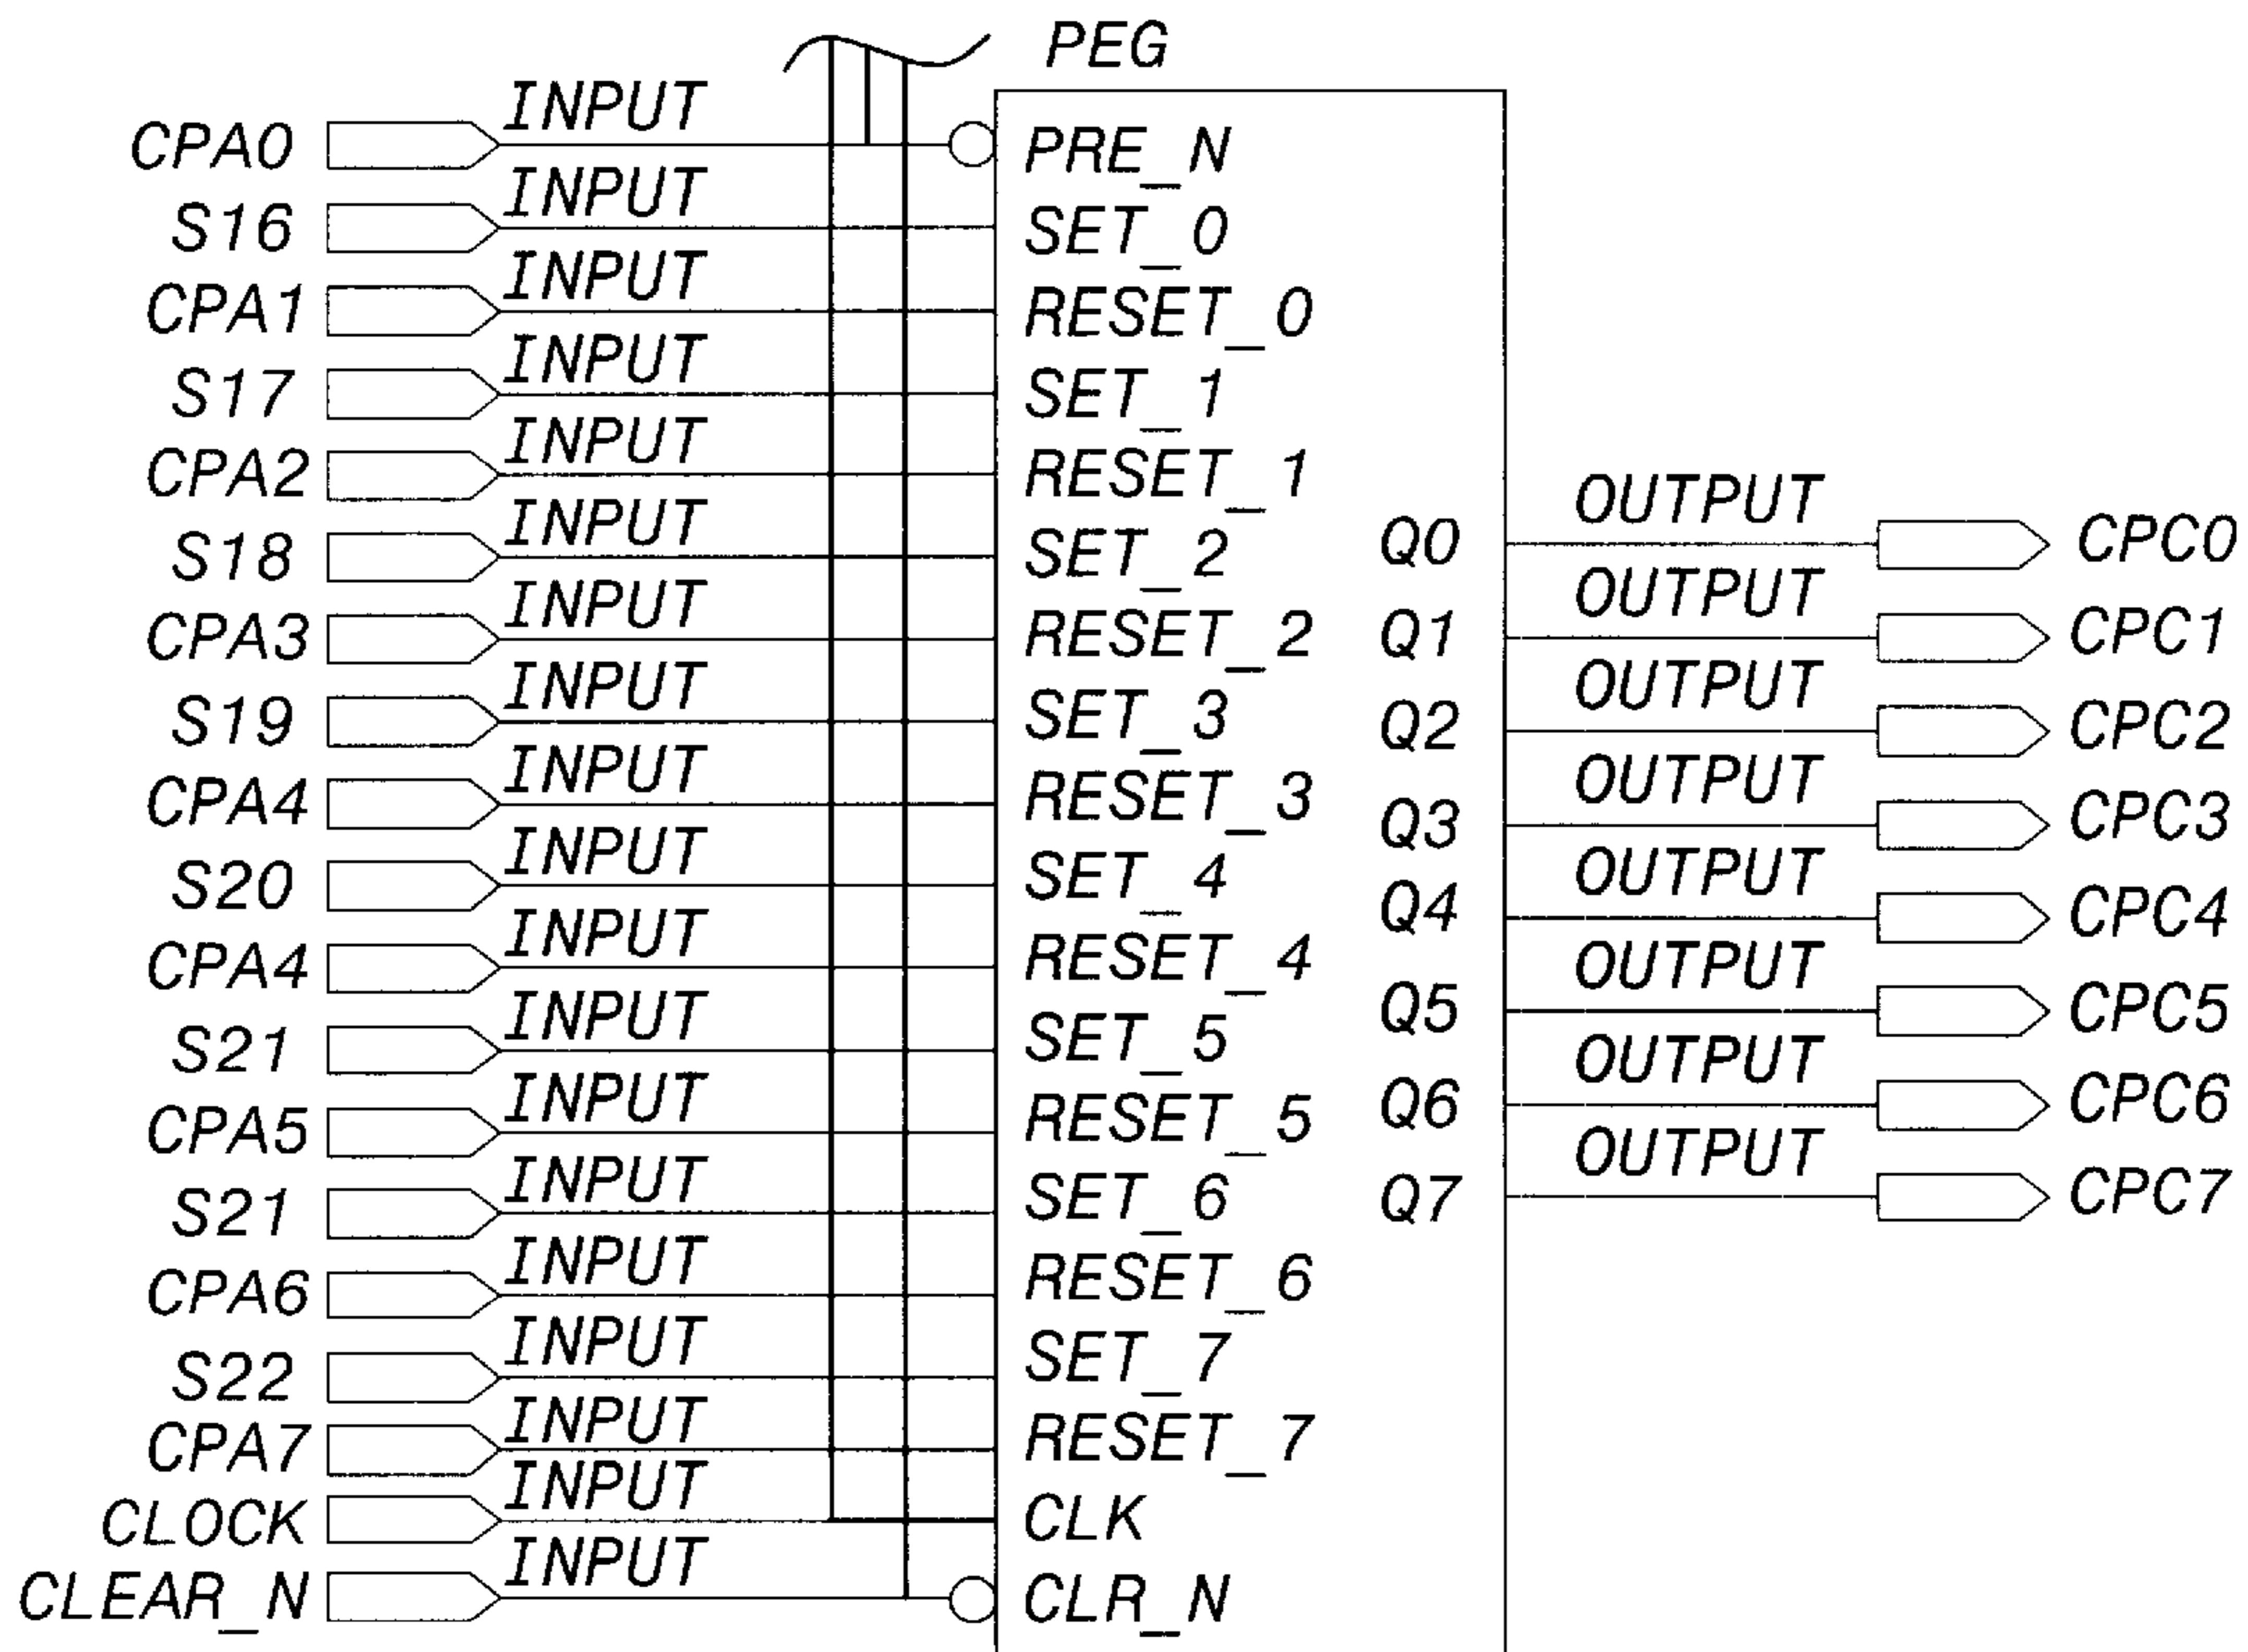 PEG
CPA0 INPUT PRE_N
S16 INPUT SET_0
CPA1 INPUT RESET_0
S17 INPUT SET_1
CPA2 INPUT RESET_1
S18 INPUT SET_2 Q0 OUTPUT CPC0
CPA3 INPUT RESET_2 Q1 OUTPUT CPC1
S19 INPUT SET_3 Q2 OUTPUT CPC2
CPA4 INPUT RESET_3 Q3 OUTPUT CPC3
S20 INPUT SET_4 Q4 OUTPUT CPC4
CPA4 INPUT RESET_4
S21 INPUT SET_5 Q5 OUTPUT CPC5
CPA5 INPUT RESET_5 Q6 OUTPUT CPC6
S21 INPUT SET_6 Q7 OUTPUT CPC7
CPA6 INPUT RESET_6
S22 INPUT SET_7
CPA7 INPUT RESET_7
CLOCK INPUT CLK
CLEAR_N INPUT CLR_N